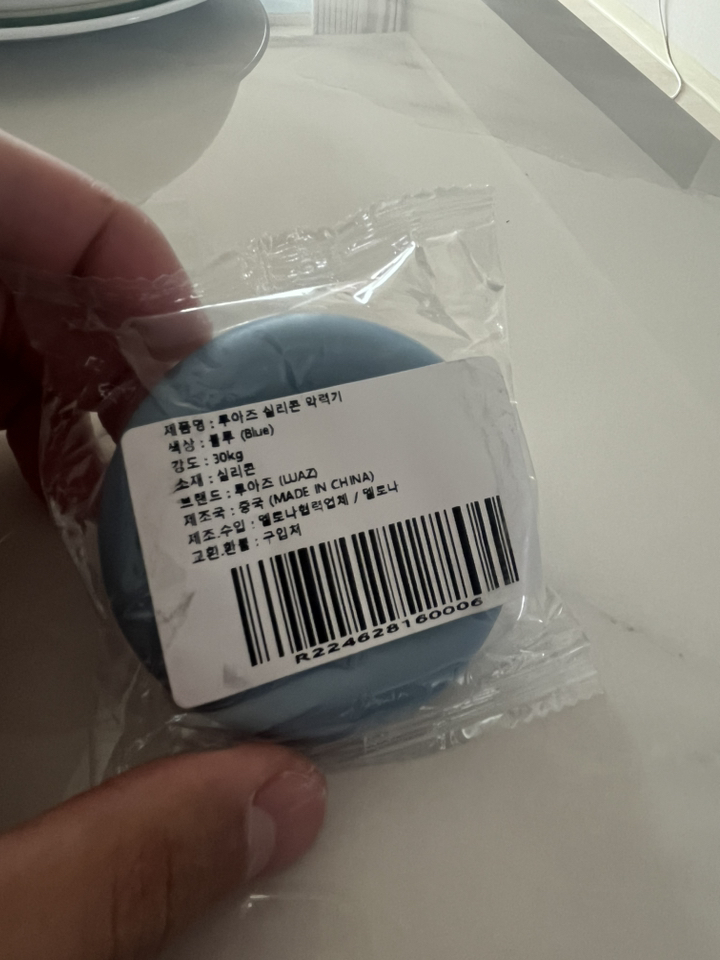 제품명 : 루아즈 실리콘 악력기
색상 : 블루 (Blue)
강도 : 30kg
소재 : 실리콘
브랜드 : 루아즈 (LUAZ)
제조국 : 중국 (MADE IN CHINA)
제조.수입 : 멜로나협력업체 / 멜로나
교환.환불 : 구입처
R224628160006